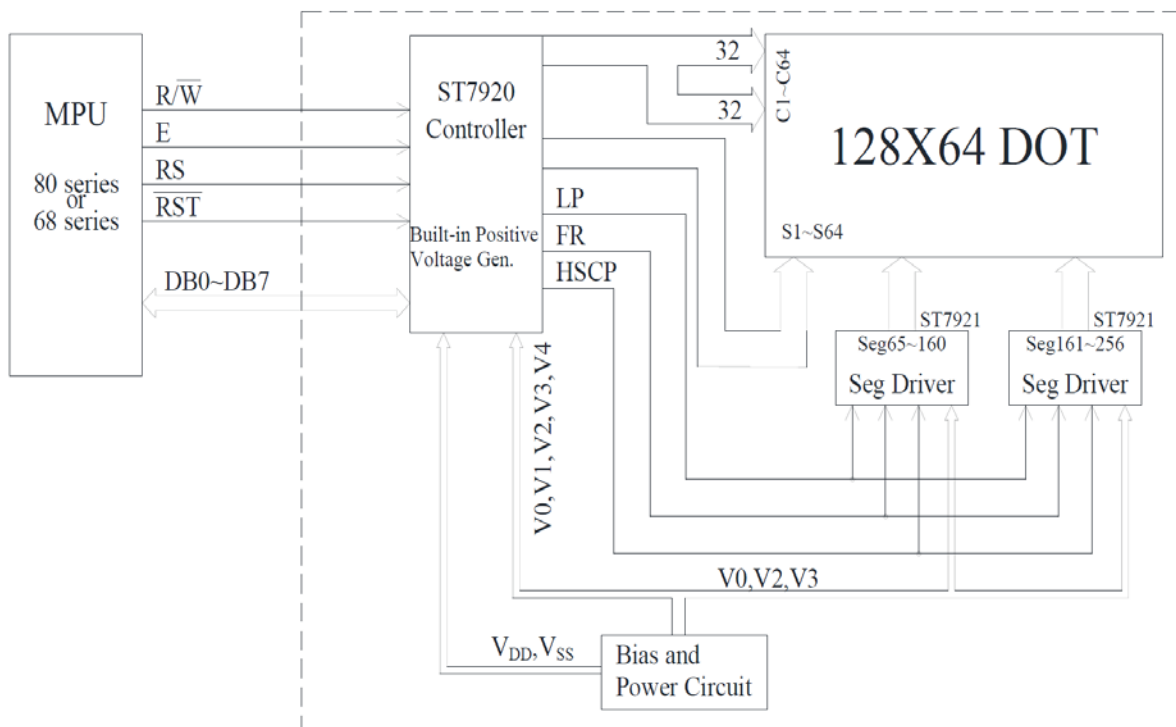 MPU
80 series
or
68 series
R/W̅
E
RS
R̅S̅T̅
DB0~DB7
ST7920
Controller
Built-in Positive
Voltage Gen.
LP
FR
HSCP
32
32
C1~C64
128X64 DOT
S1~S64
ST7921
Seg65~160
Seg Driver
ST7921
Seg161~256
Seg Driver
V0,V1,V2,V3,V4
V0,V2,V3
VDD,VSS
Bias and
Power Circuit